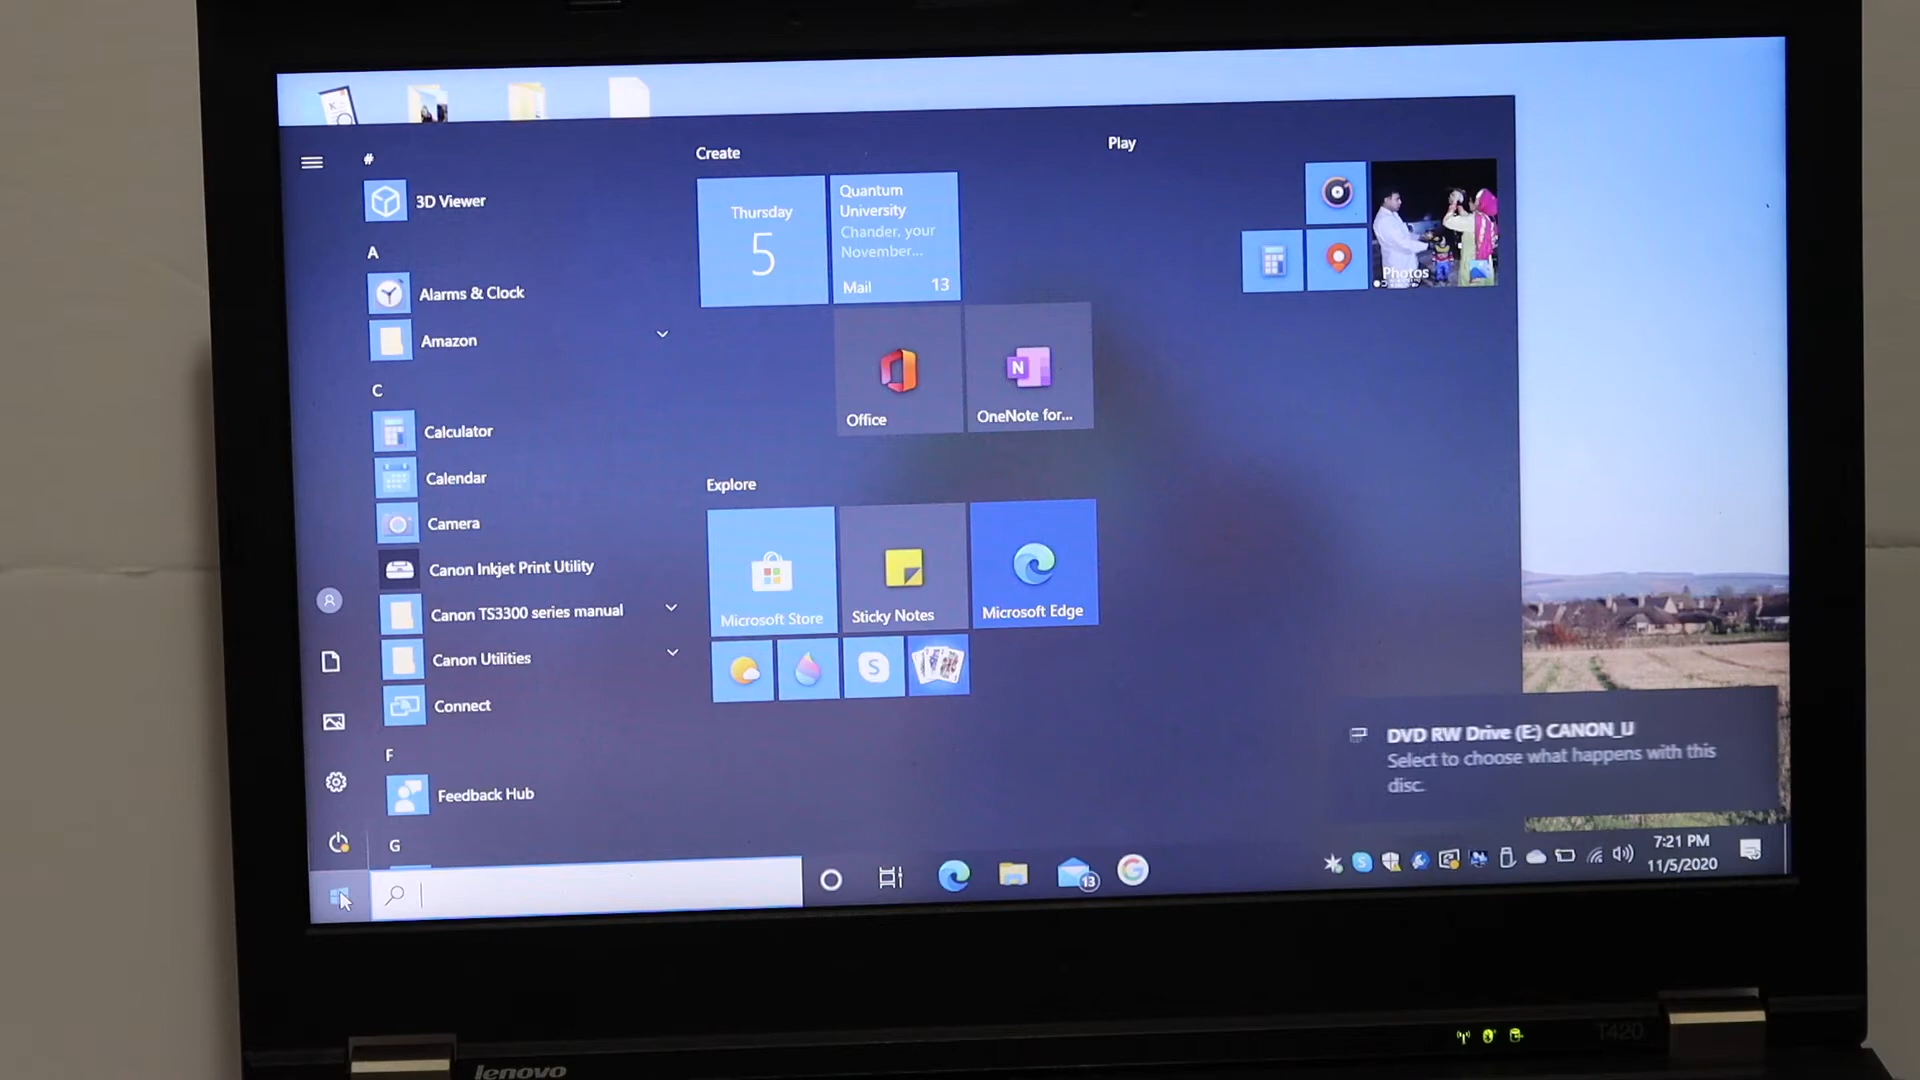 #
3D Viewer
A
Alarms & Clock
Amazon
C
Calculator
Calendar
Camera
Canon Inkjet Print Utility
Canon TS3300 series manual
Canon Utilities
Connect
F
Feedback Hub
G
Create
Thursday
5
Quantum
University
Chander, your
November...
Mail 13
Office
OneNote for...
Explore
Microsoft Store
Sticky Notes
Microsoft Edge
Play
Photos
DVD RW Drive (E:) CANON_IJ
Select to choose what happens with this
disc.
13
7:21 PM
11/5/2020
lenovo
T420